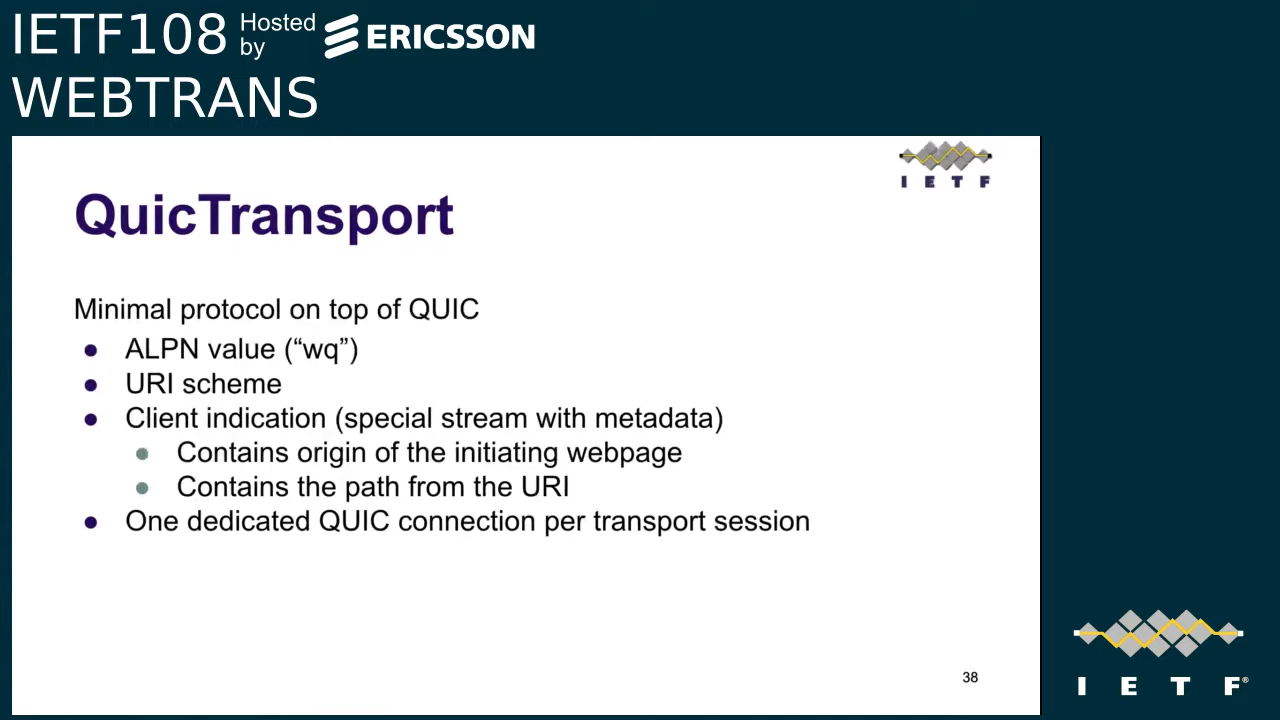 IETF108 Hosted by ERICSSON
WEBTRANS
I E T F
QuicTransport
Minimal protocol on top of QUIC
● ALPN value (“wq”)
● URI scheme
● Client indication (special stream with metadata)
● Contains origin of the initiating webpage
● Contains the path from the URI
● One dedicated QUIC connection per transport session
38
I E T F®